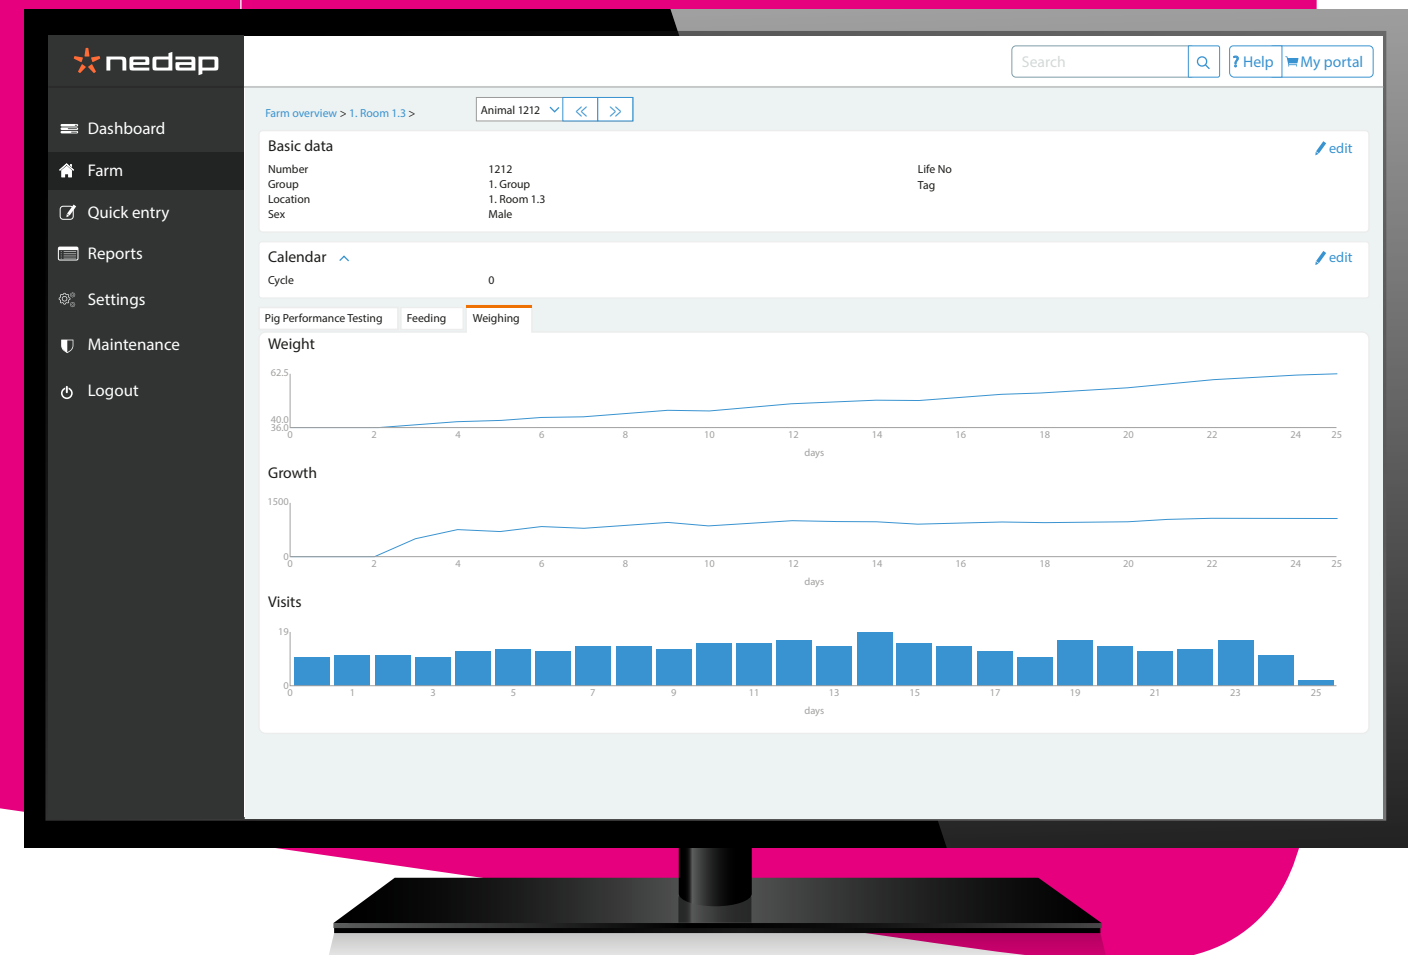 nedap
Search
? Help
My portal
Dashboard
Farm
Quick entry
Reports
Settings
Maintenance
Logout
Farm overview > 1. Room 1.3 >
Animal 1212
Basic data
edit
Number 1212 Life No
Group 1. Group Tag
Location 1. Room 1.3
Sex Male
Calendar
edit
Cycle 0
Pig Performance Testing Feeding Weighing
Weight
62.5
40.0
36.0
0 2 4 6 8 10 12 14 16 18 20 22 24 25
days
Growth
1500
0
0 2 4 6 8 10 12 14 16 18 20 22 24 25
days
Visits
19
0
0 1 3 5 7 9 11 13 15 17 19 21 23 25
days